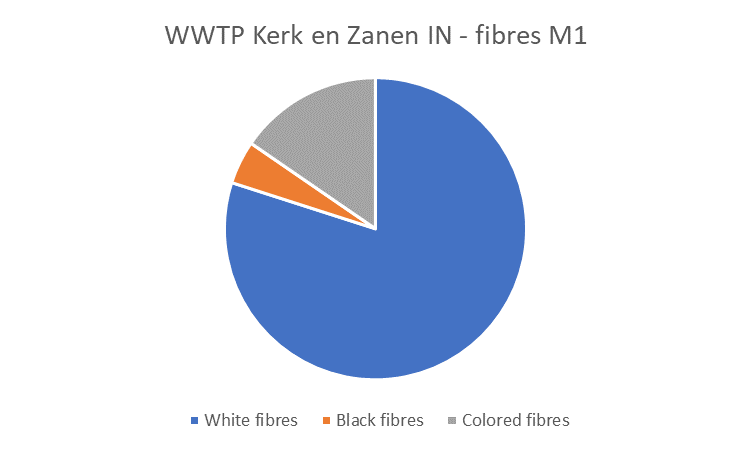 WWTP Kerk en Zanen IN - fibres M1
White fibres Black fibres Colored fibres